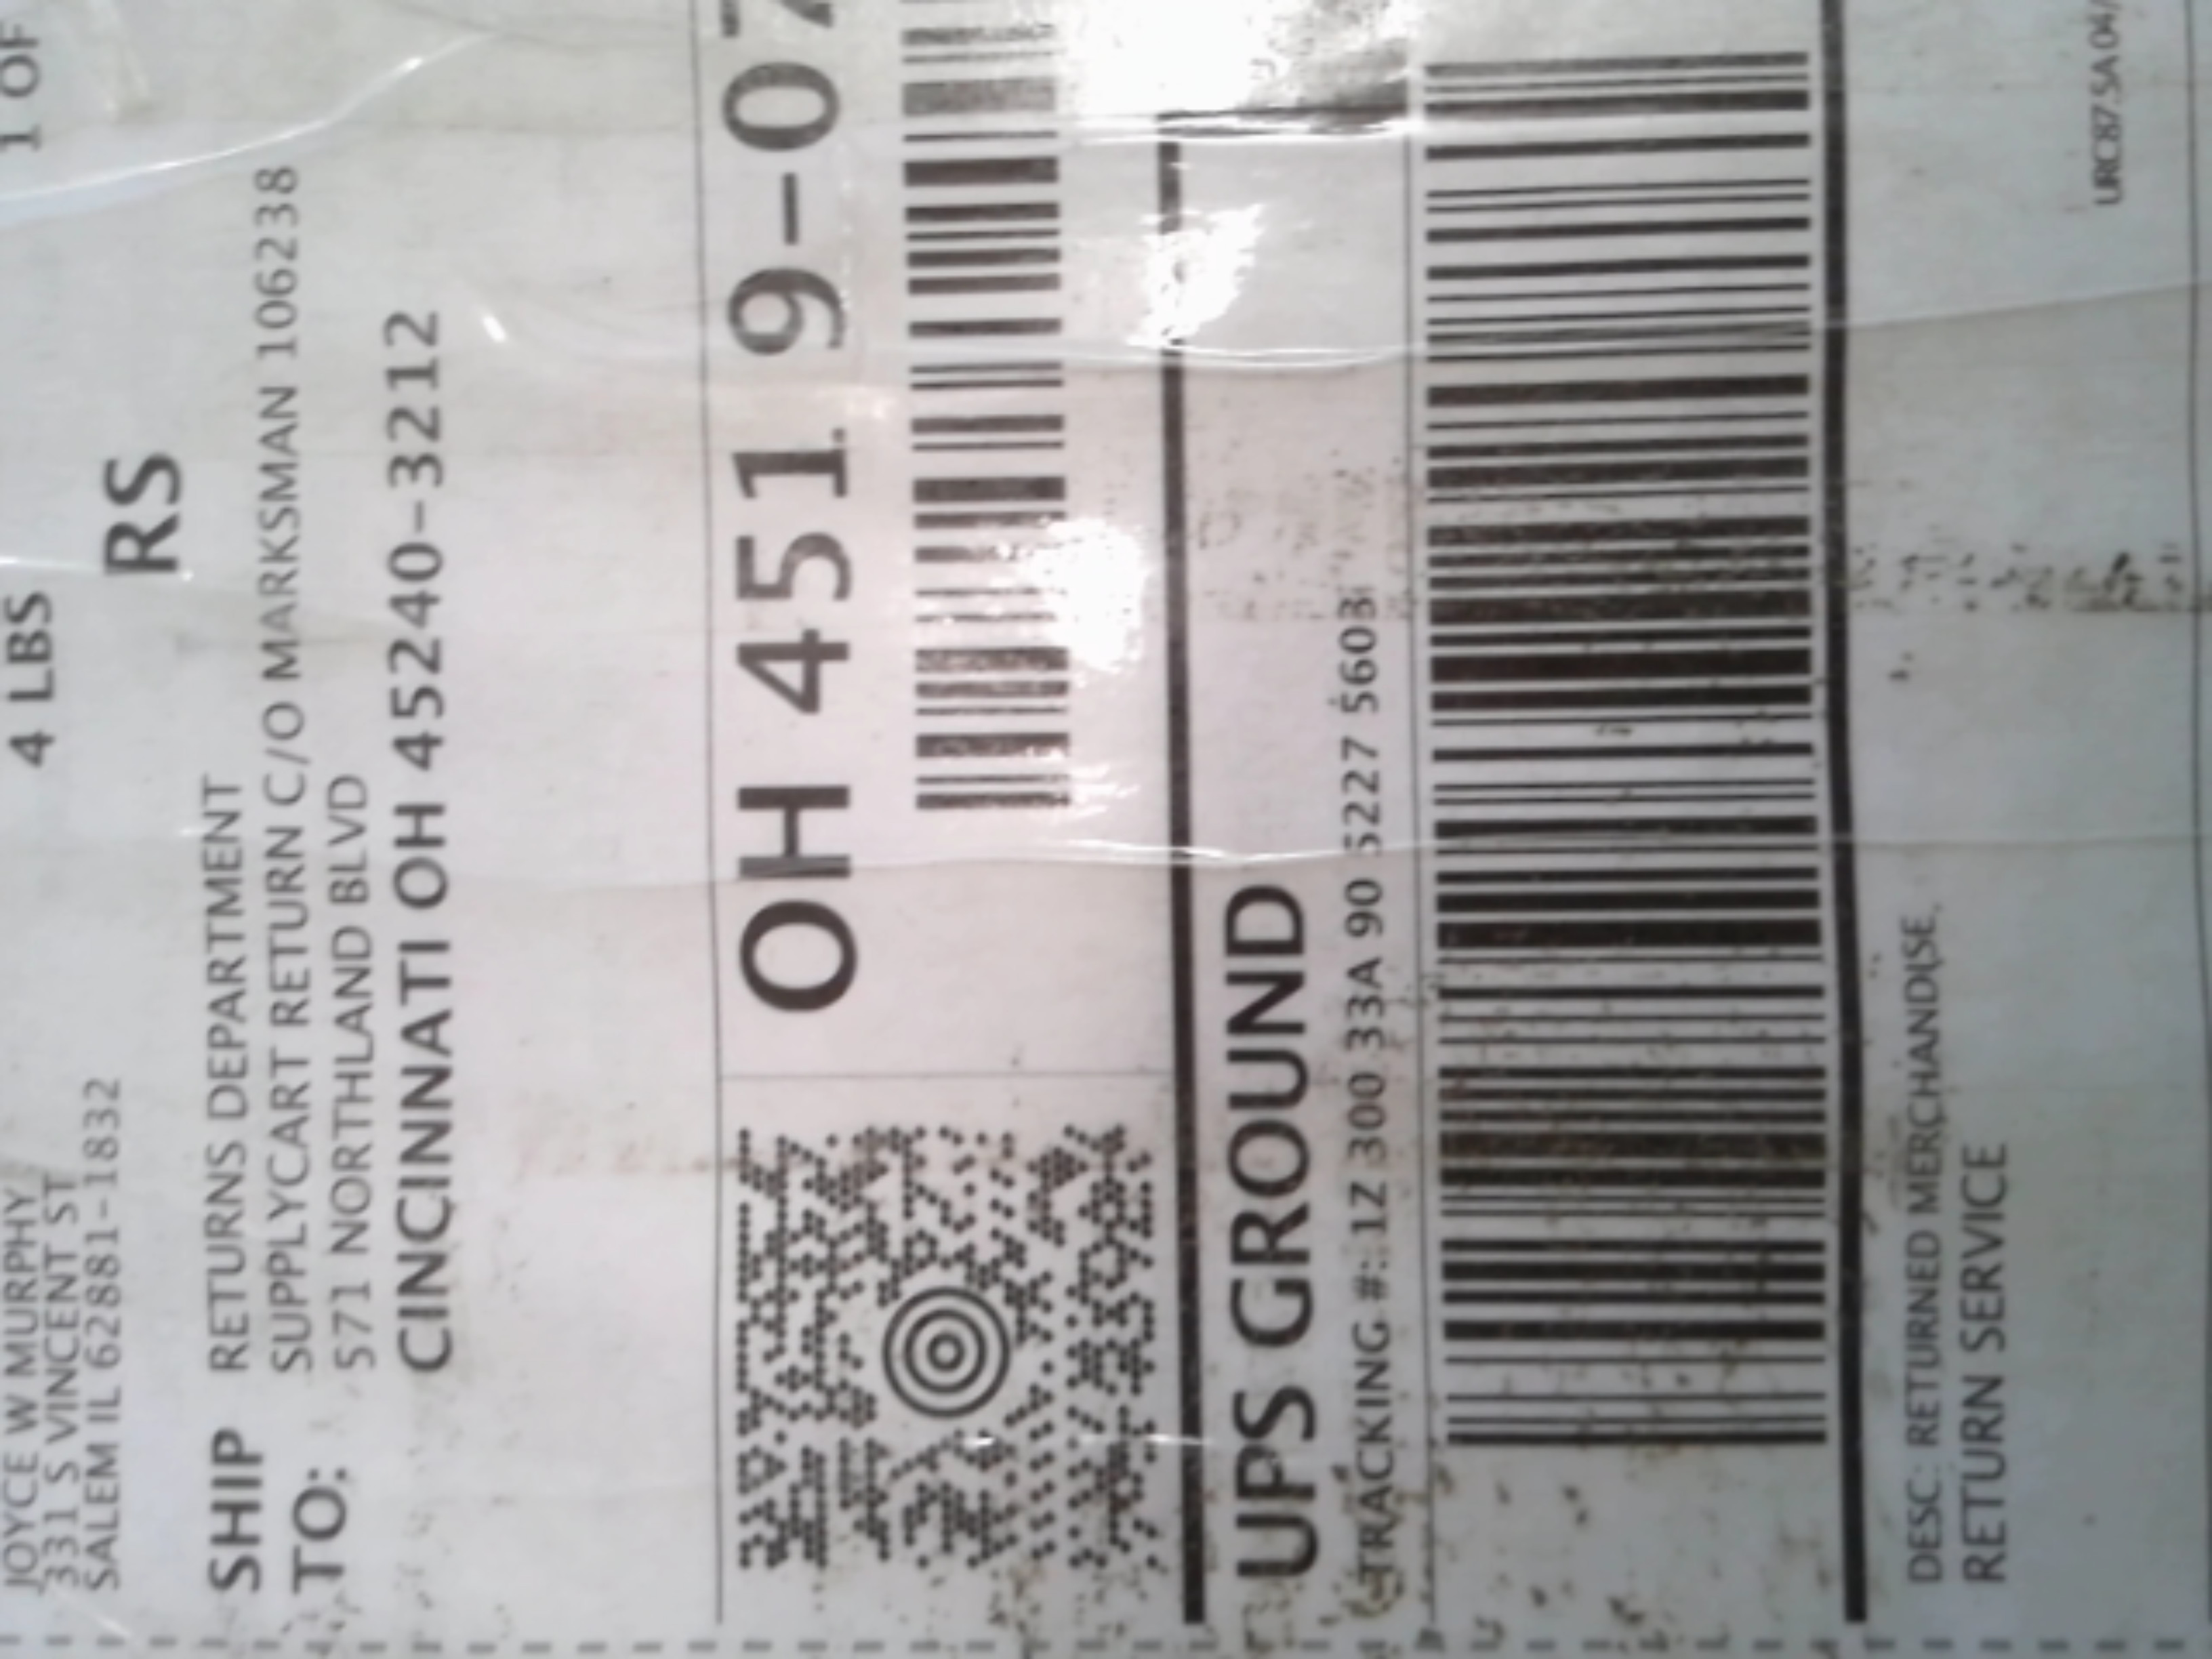 JOYCE W MURPHY
331 S VINCENT ST
SALEM IL 62881-1832
4 LBS
1 OF
RS
SHIP TO:
RETURNS DEPARTMENT
SUPPLYCART RETURN C/O MARKSMAN 106238
571 NORTHLAND BLVD
CINCINNATI OH 45240-3212
OH 451 9-07
UPS GROUND
TRACKING #: 1Z 300 33A 90 5227 5603
DESC: RETURNED MERCHANDISE
RETURN SERVICE